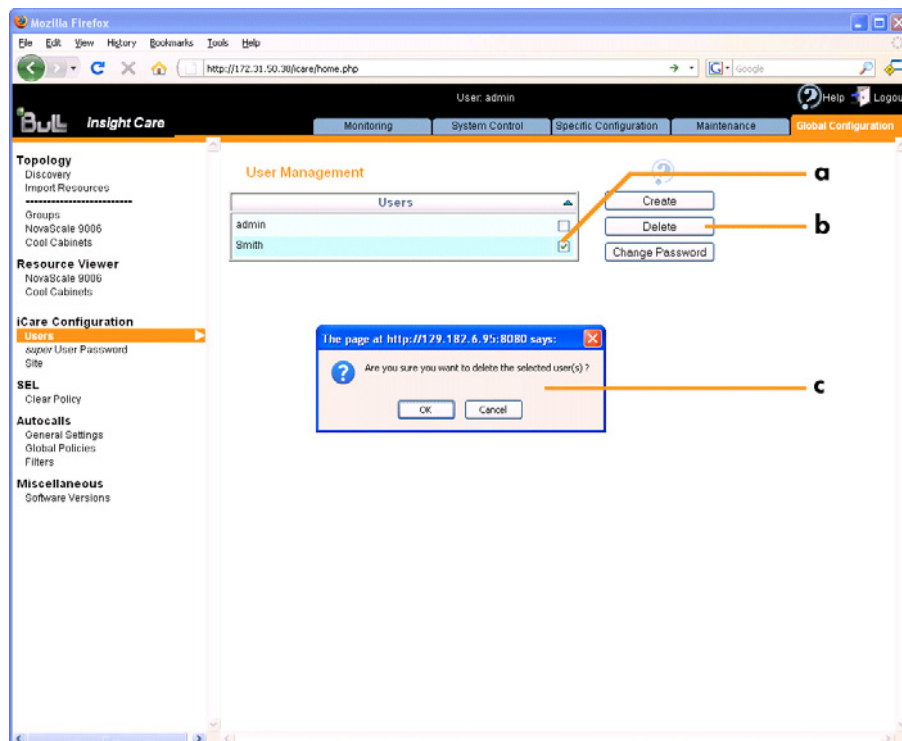 Mozilla Firefox
File Edit View History Bookmarks Tools Help
http://172.31.50.38/icare/home.php
Google
User: admin
Help Logou
Bull Insight Care
Monitoring System Control Specific Configuration Maintenance Global Configuration
Topology
Discovery
Import Resources
Groups
NovaScale 9006
Cool Cabinets
Resource Viewer
NovaScale 9006
Cool Cabinets
iCare Configuration
Users
super User Password
Site
SEL
Clear Policy
Autocalls
General Settings
Global Policies
Filters
Miscellaneous
Software Versions
User Management
Users
admin
Smith
Create
Delete
Change Password
a
b
The page at http://129.182.6.95:8080 says:
Are you sure you want to delete the selected user(s) ?
OK Cancel
c